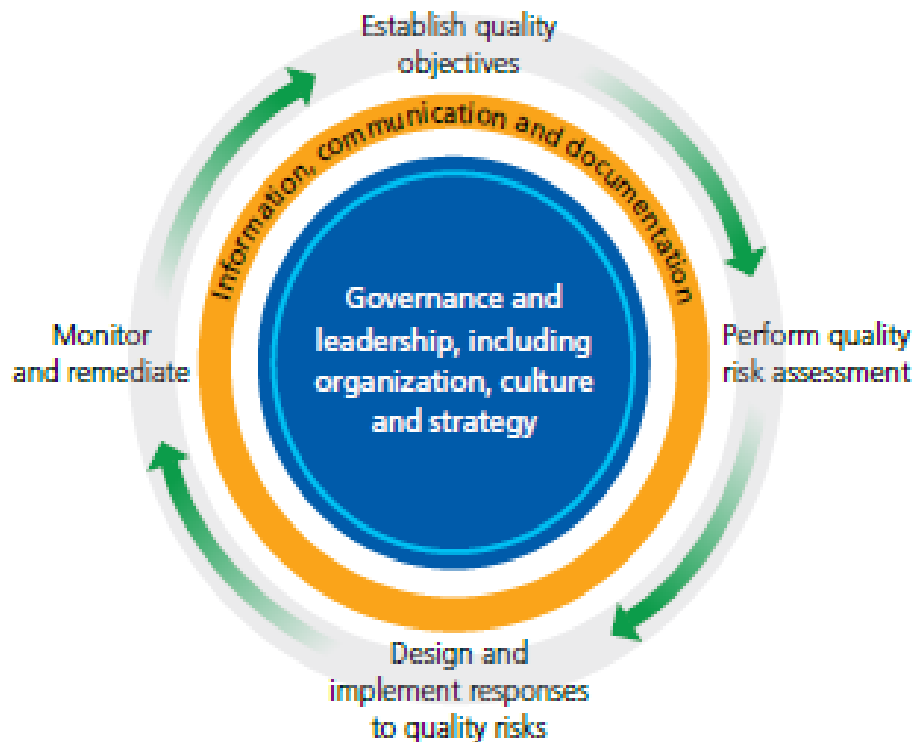 Establish quality
objectives
Information, communication and documentation
Governance and
leadership, including
organization, culture
and strategy
Monitor
and remediate
Perform quality
risk assessment
Design and
implement responses
to quality risks